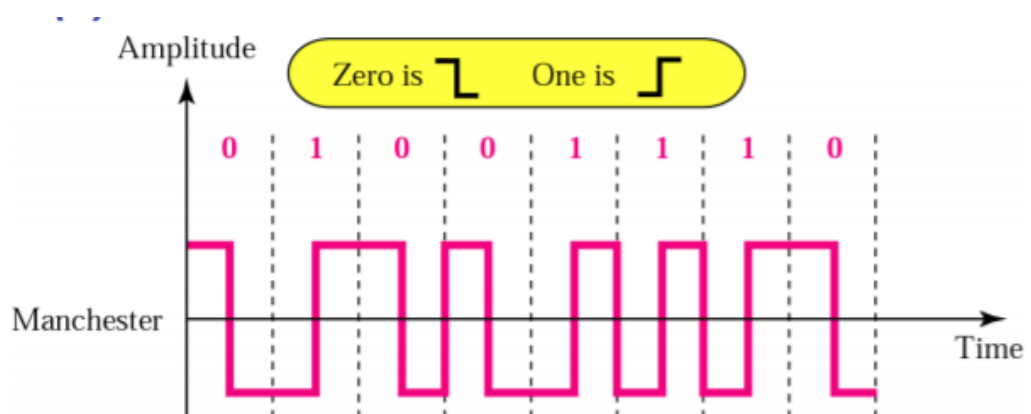 Amplitude
Zero is One is
0 1 0 0 1 1 1 0
Manchester
Time